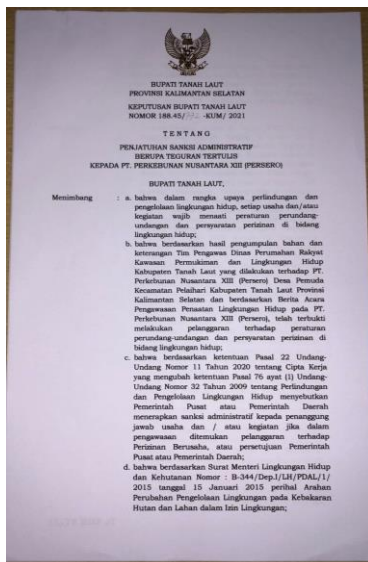 BUPATI TANAH LAUT
PROVINSI KALIMANTAN SELATAN
KEPUTUSAN BUPATI TANAH LAUT
NOMOR 188.45/ -KUM/ 2021
TENTANG
PENJATUHAN SANKSI ADMINISTRATIF
BERUPA TEGURAN TERTULIS
KEPADA PT. PERKEBUNAN NUSANTARA XIII (PERSERO)
BUPATI TANAH LAUT,
Menimbang : a. bahwa dalam rangka upaya perlindungan dan
pengelolaan lingkungan hidup, setiap usaha dan/atau
kegiatan wajib menaati peraturan perundang-
undangan dan persyaratan perizinan di bidang
lingkungan hidup;
b. bahwa berdasarkan hasil pengumpulan bahan dan
keterangan Tim Pengawas Dinas Perumahan Rakyat
Kawasan Permukiman dan Lingkungan Hidup
Kabupaten Tanah Laut yang dilakukan terhadap PT.
Perkebunan Nusantara XIII (Persero) Desa Pemuda
Kecamatan Pelaihari Kabupaten Tanah Laut Provinsi
Kalimantan Selatan dan berdasarkan Berita Acara
Pengawasan Penaatan Lingkungan Hidup pada PT.
Perkebunan Nusantara XIII (Persero), telah terbukti
melakukan pelanggaran terhadap peraturan
perundang-undangan dan persyaratan perizinan di
bidang lingkungan hidup;
c. bahwa berdasarkan ketentuan Pasal 22 Undang-
Undang Nomor 11 Tahun 2020 tentang Cipta Kerja
yang mengubah ketentuan Pasal 76 ayat (1) Undang-
Undang Nomor 32 Tahun 2009 tentang Perlindungan
dan Pengelolaan Lingkungan Hidup menyebutkan
Pemerintah Pusat atau Pemerintah Daerah
menerapkan sanksi administratif kepada penanggung
jawab usaha dan / atau kegiatan jika dalam
pengawasan ditemukan pelanggaran terhadap
Perizinan Berusaha, atau persetujuan Pemerintah
Pusat atau Pemerintah Daerah;
d. bahwa berdasarkan Surat Menteri Lingkungan Hidup
dan Kehutanan Nomor : B-344/Dep.I/LH/PDAL/1/
2015 tanggal 15 Januari 2015 perihal Arahan
Perubahan Pengelolaan Lingkungan pada Kebakaran
Hutan dan Lahan dalam Izin Lingkungan;